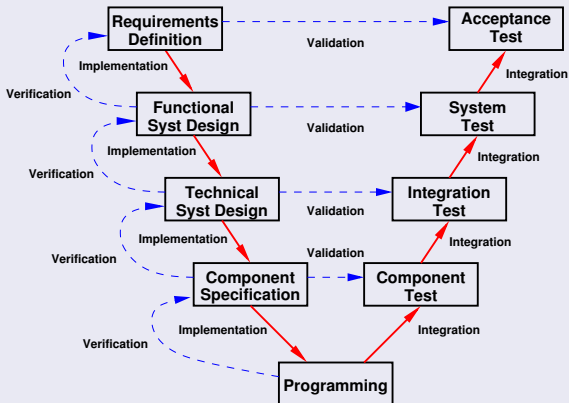 Requirements
Definition
Acceptance
Test
Validation
Implementation
Integration
Verification
Functional
Syst Design
System
Test
Validation
Implementation
Integration
Verification
Technical
Syst Design
Integration
Test
Validation
Implementation
Integration
Verification
Validation
Component
Specification
Component
Test
Implementation
Integration
Verification
Programming